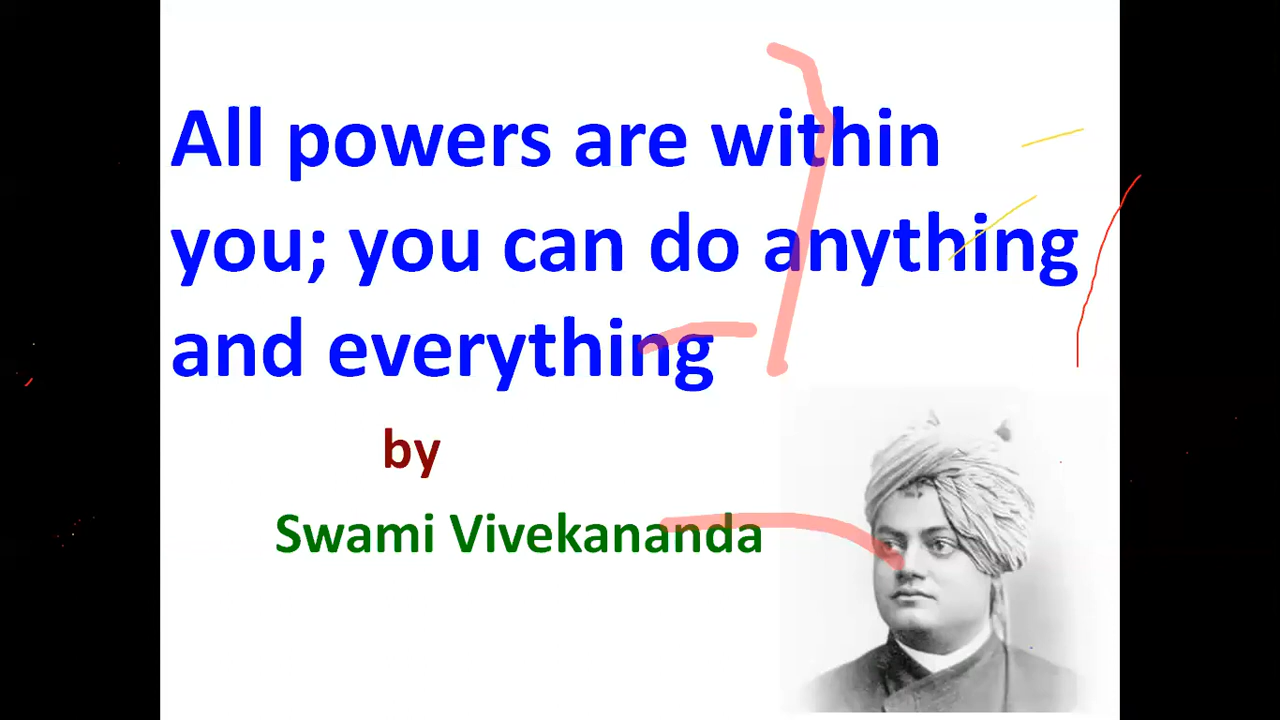 All powers are within
you; you can do anything
and everything
by
Swami Vivekananda